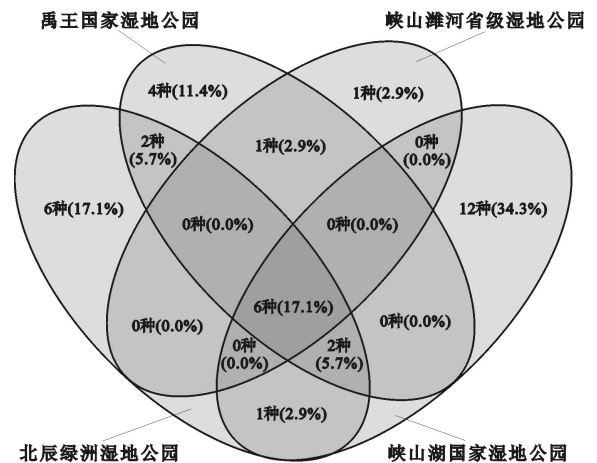 禹王国家湿地公园
峡山潍河省级湿地公园
4种(11.4%)
1种(2.9%)
2种
(5.7%)
1种(2.9%)
0种
(0.0%)
6种(17.1%)
12种(34.3%)
0种(0.0%)
0种(0.0%)
6种(17.1%)
0种(0.0%)
0种(0.0%)
0种
(0.0%)
2种
(5.7%)
1种(2.9%)
北辰绿洲湿地公园
峡山湖国家湿地公园